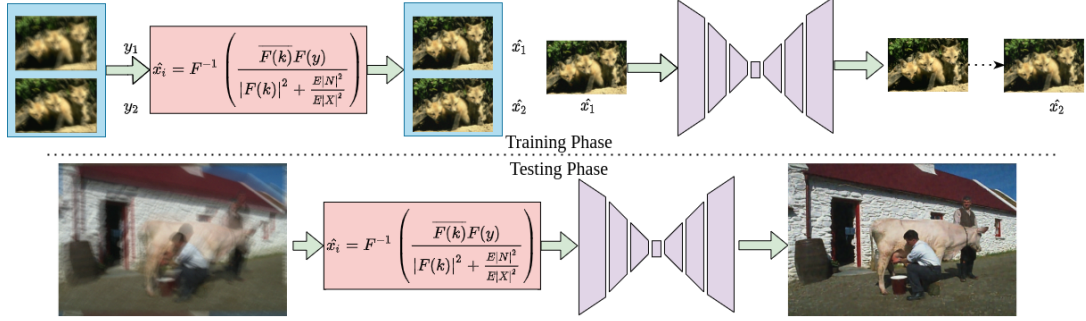 y₁
y₂
x̂ᵢ = F⁻¹ ( \overline{F(k)}F(y) / ( |F(k)|² + E|N|²/E|X|² ) )
x̂₁
x̂₂
x̂₁
x̂₂
Training Phase
Testing Phase
x̂ᵢ = F⁻¹ ( \overline{F(k)}F(y) / ( |F(k)|² + E|N|²/E|X|² ) )